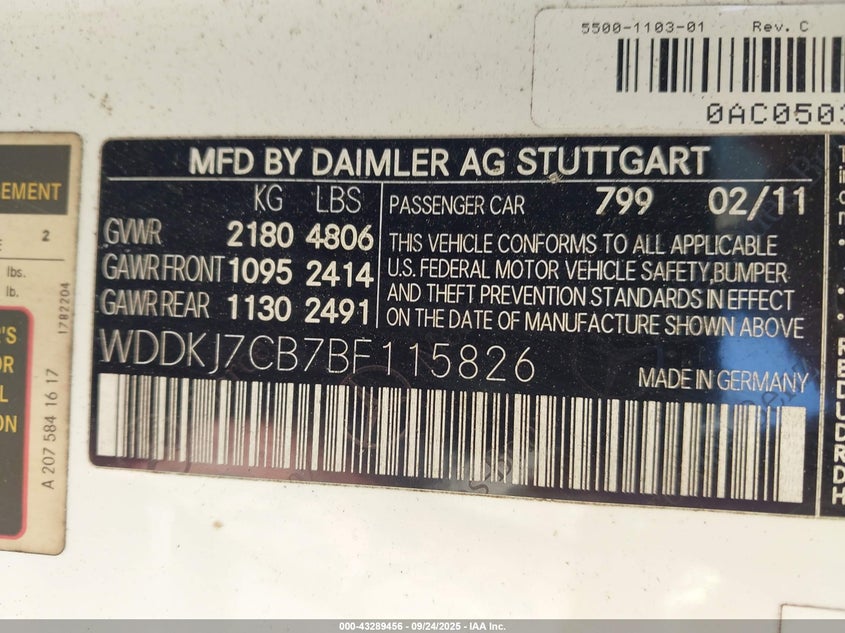 5500-1103-01 Rev. C
0AC0503
EMENT
2
lbs.
lb.
1782204
A 207 584 16 17
MFD BY DAIMLER AG STUTTGART
KG LBS
GVWR 2180 4806
GAWR FRONT 1095 2414
GAWR REAR 1130 2491
PASSENGER CAR 799 02/11
THIS VEHICLE CONFORMS TO ALL APPLICABLE
U.S. FEDERAL MOTOR VEHICLE SAFETY,BUMPER
AND THEFT PREVENTION STANDARDS IN EFFECT
ON THE DATE OF MANUFACTURE SHOWN ABOVE
WDDKJ7CB7BF115826
MADE IN GERMANY
000-43289456 - 09/24/2025 - IAA Inc.